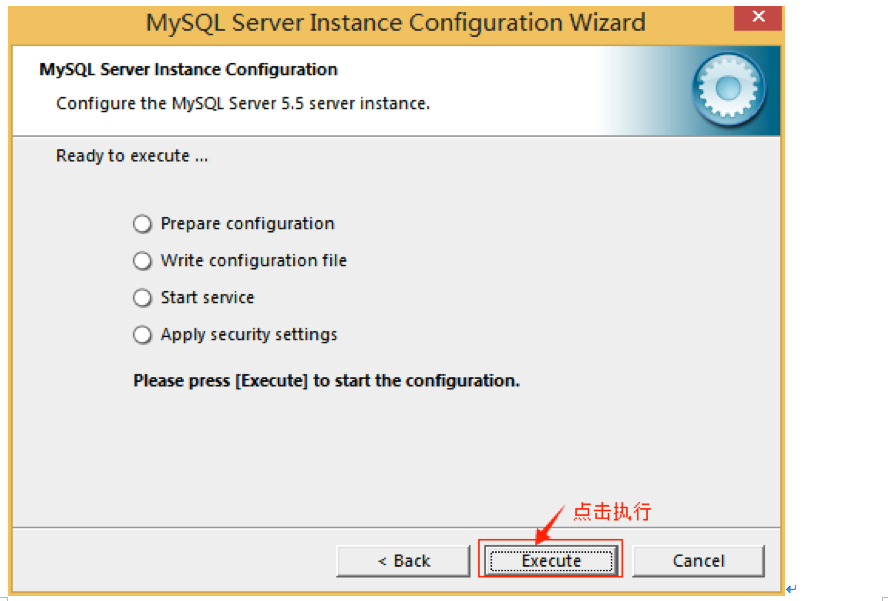 MySQL Server Instance Configuration Wizard
MySQL Server Instance Configuration
Configure the MySQL Server 5.5 server instance.
Ready to execute ...
Prepare configuration
Write configuration file
Start service
Apply security settings
Please press [Execute] to start the configuration.
点击执行
< Back
Execute
Cancel